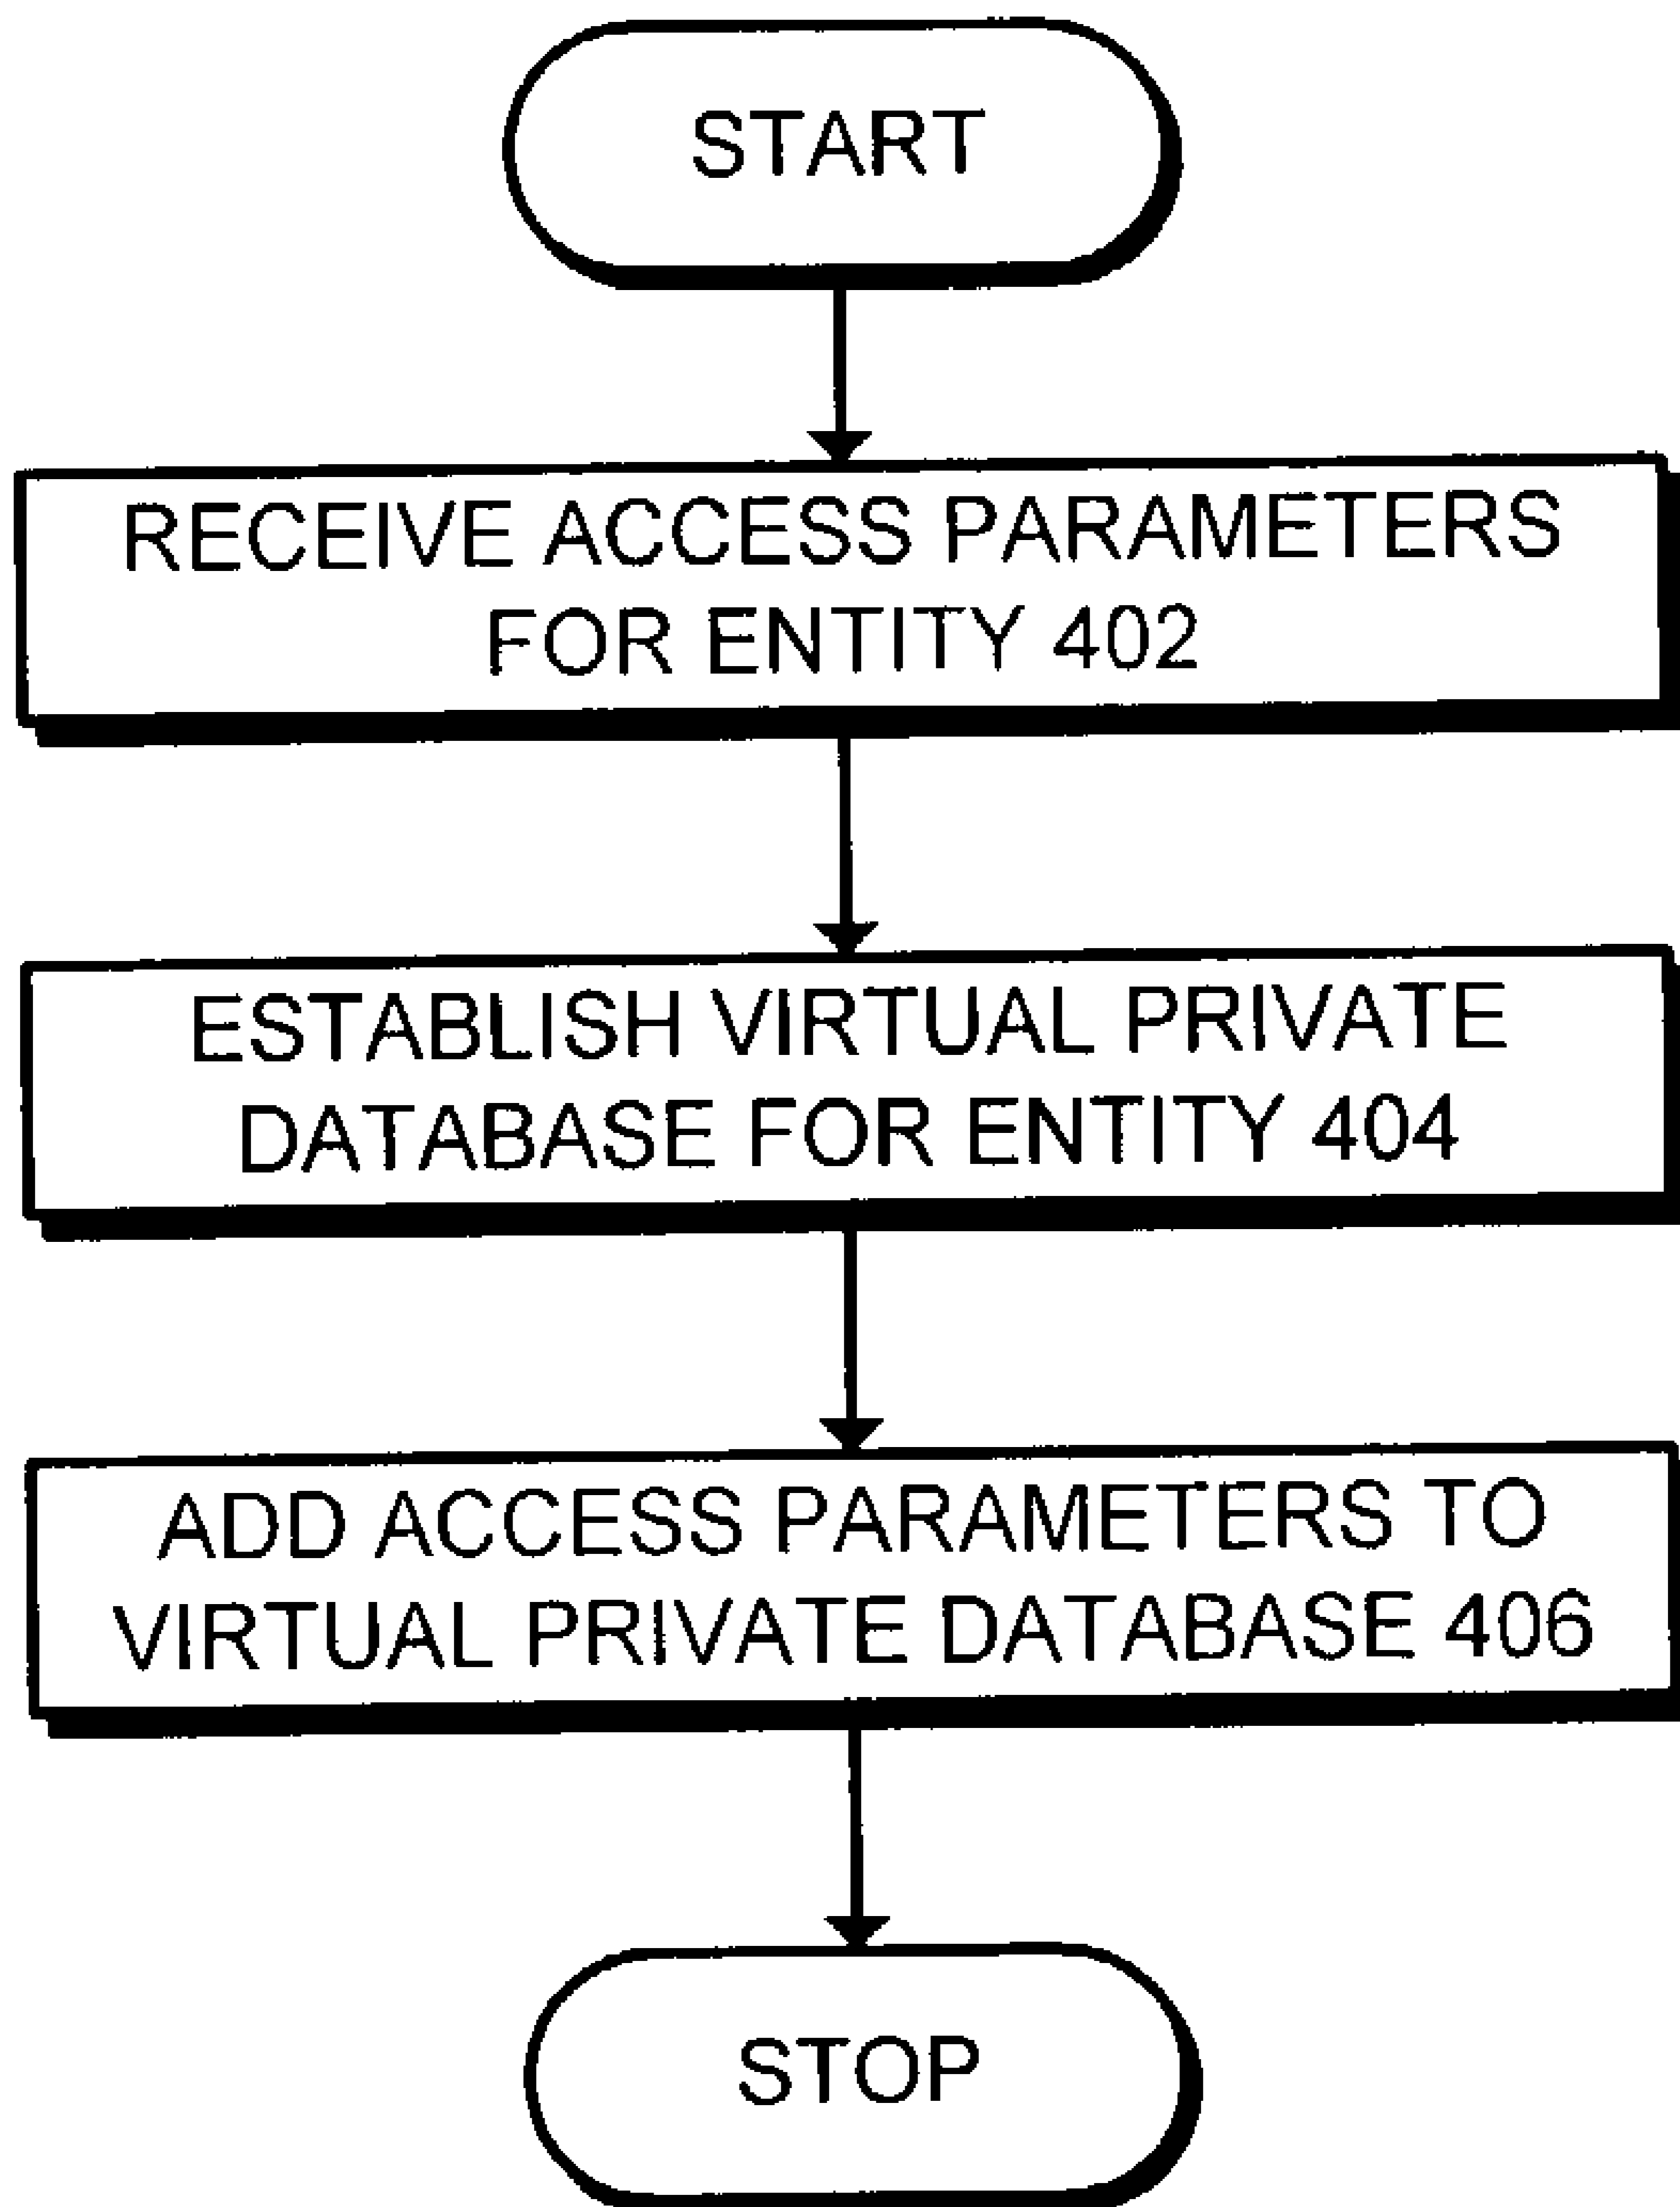 START
RECEIVE ACCESS PARAMETERS
FOR ENTITY 402
ESTABLISH VIRTUAL PRIVATE
DATABASE FOR ENTITY 404
ADD ACCESS PARAMETERS TO
VIRTUAL PRIVATE DATABASE 406
STOP